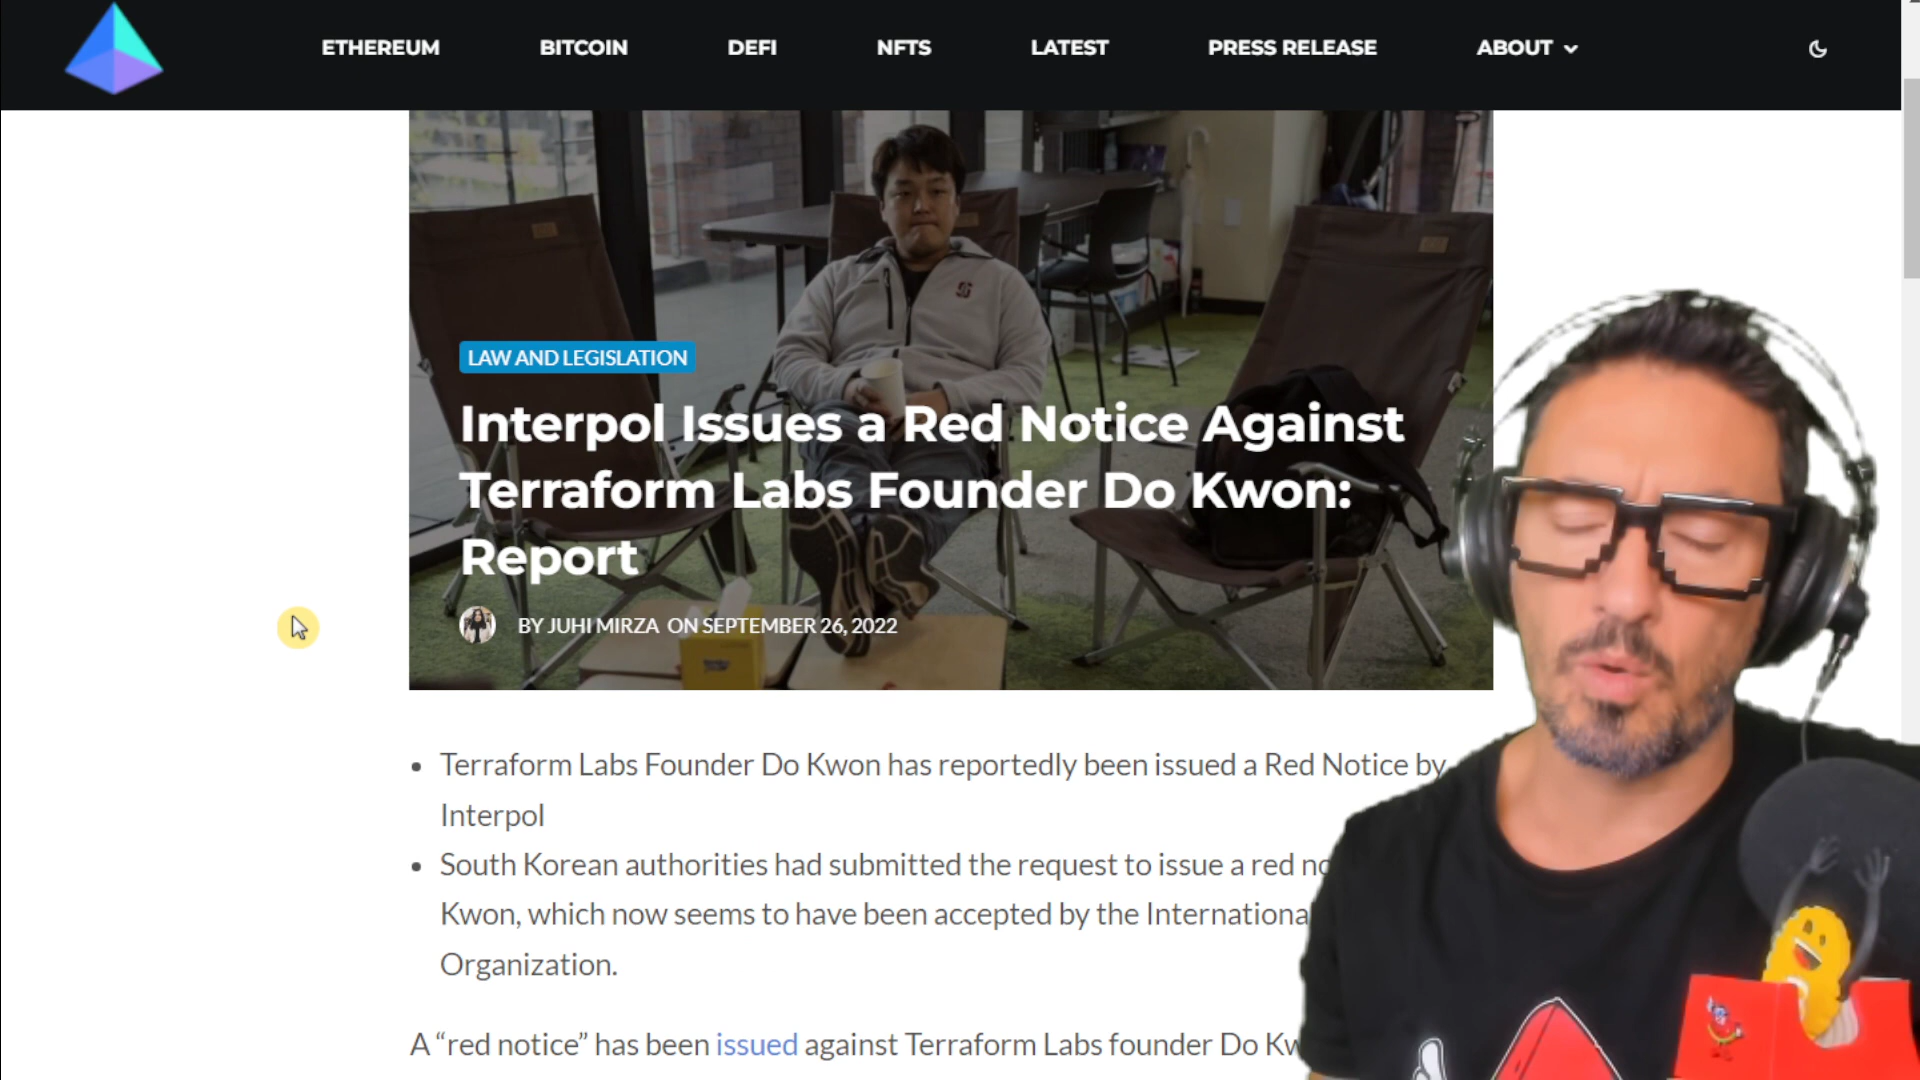 ETHEREUM BITCOIN DEFI NFTS LATEST PRESS RELEASE ABOUT
LAW AND LEGISLATION
Interpol Issues a Red Notice Against
Terraform Labs Founder Do Kwon:
Report
BY JUHI MIRZA ON SEPTEMBER 26, 2022
• Terraform Labs Founder Do Kwon has reportedly been issued a Red Notice by
Interpol
• South Korean authorities had submitted the request to issue a red
Kwon, which now seems to have been accepted by the
Organization.
A “red notice” has been issued against Terraform Labs founder Do